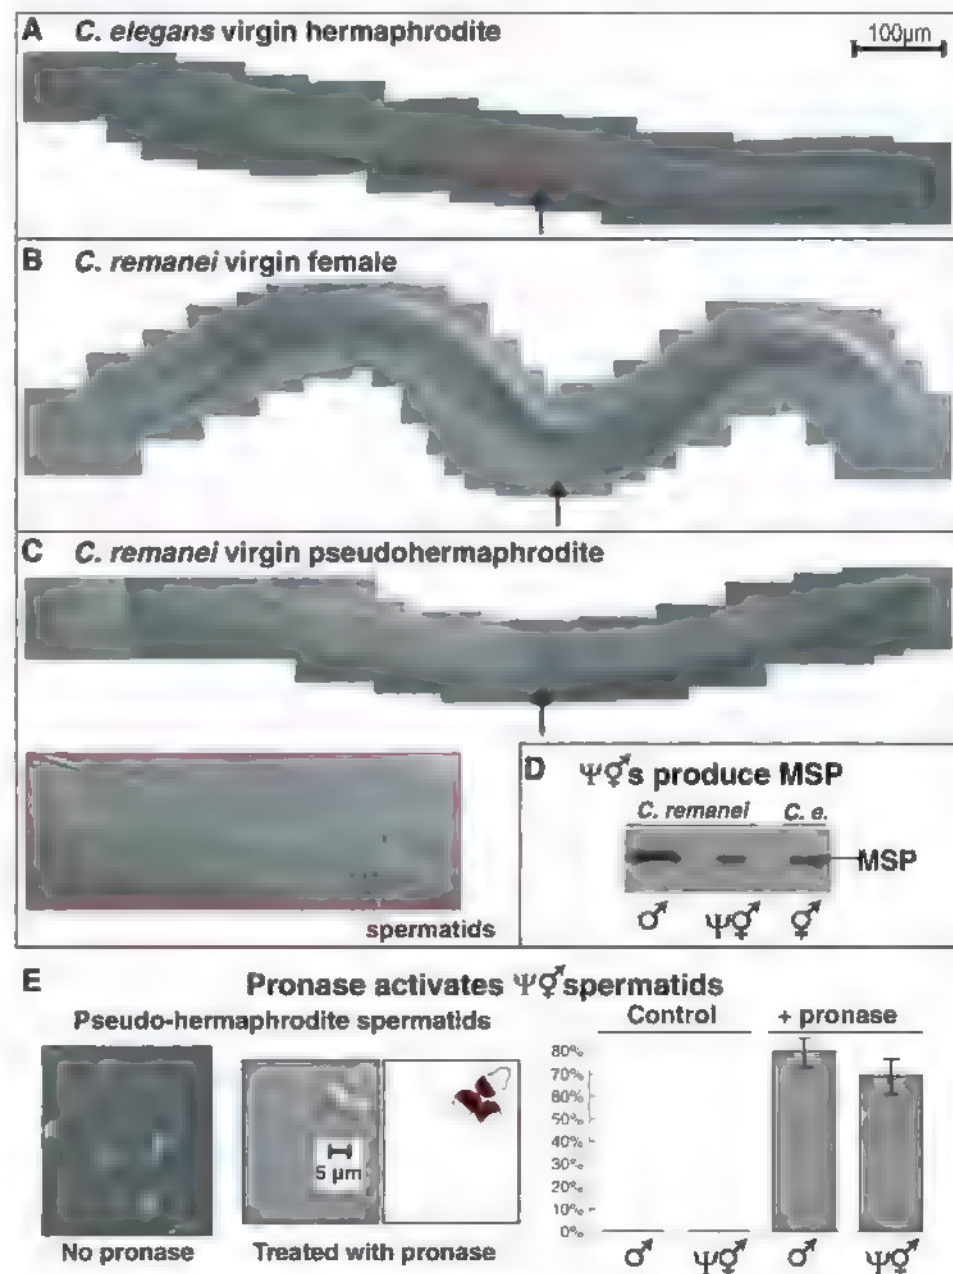 A C. elegans virgin hermaphrodite
100µm
B C. remanei virgin female
C C. remanei virgin pseudohermaphrodite
spermatids
D Ψ⚥s produce MSP
C. remanei C. e.
MSP
♂ Ψ⚥ ⚥
E Pronase activates Ψ⚥ spermatids
Pseudo-hermaphrodite spermatids
5 µm
No pronase
Treated with pronase
Control + pronase
80%
70%
60%
50%
40%
30%
20%
10%
0%
♂ Ψ⚥ ♂ Ψ⚥